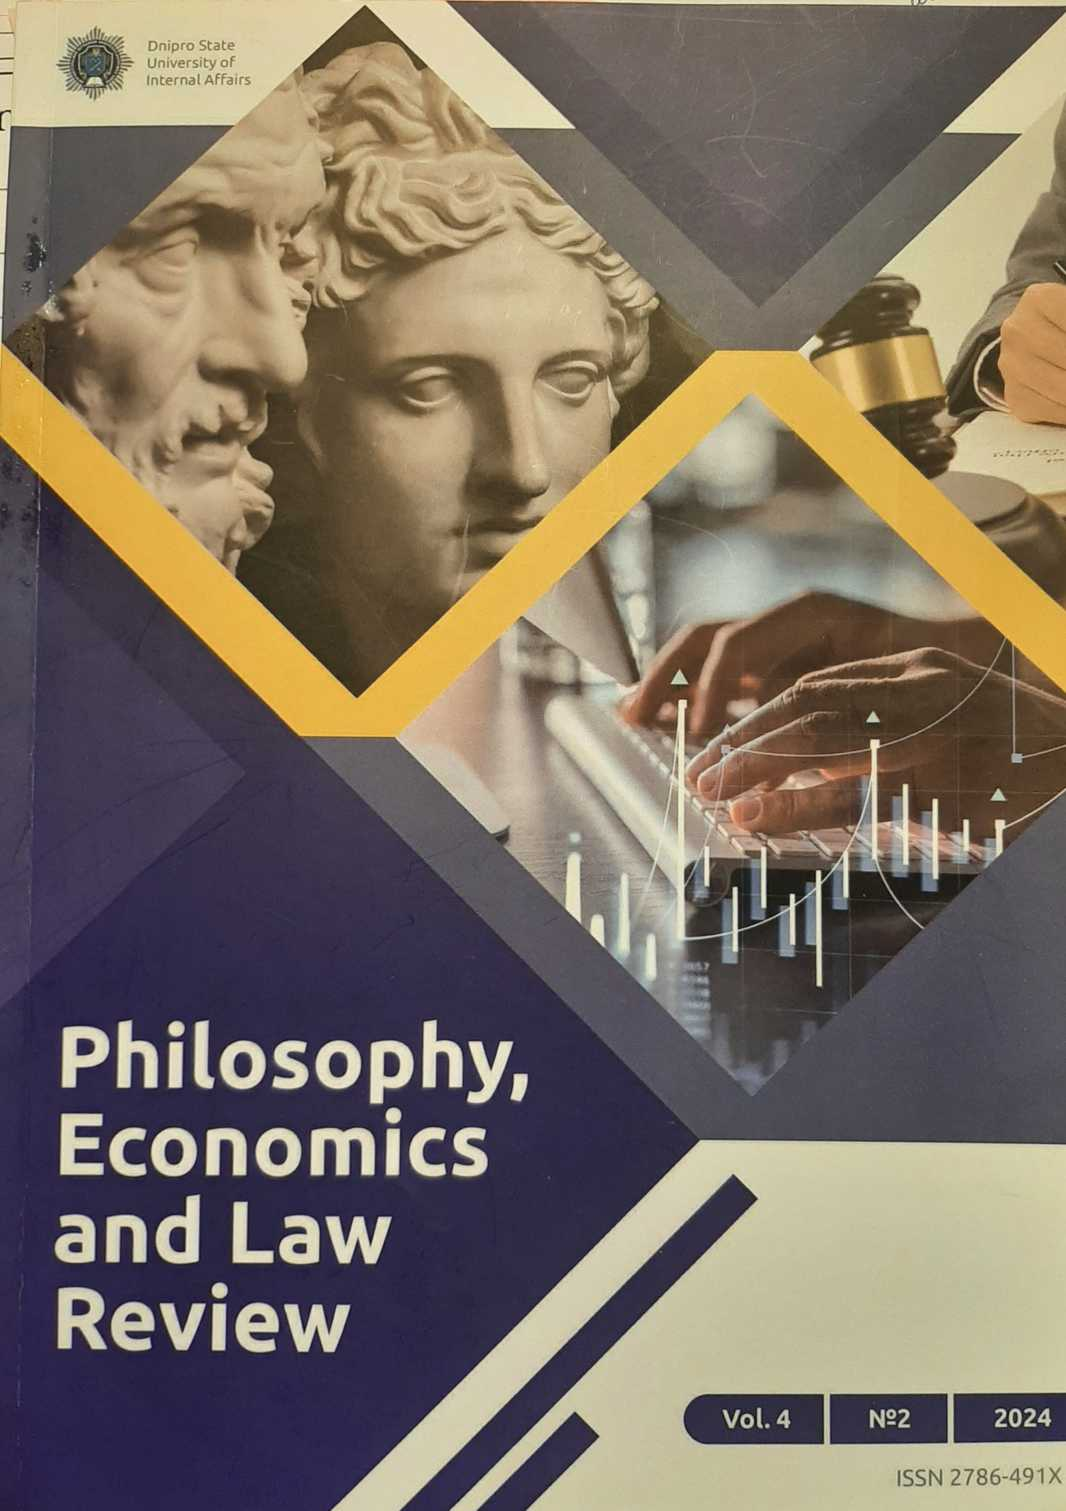 Dnipro State
University of
Internal Affairs
Philosophy,
Economics
and Law
Review
Vol. 4
№2
2024
ISSN 2786-491X